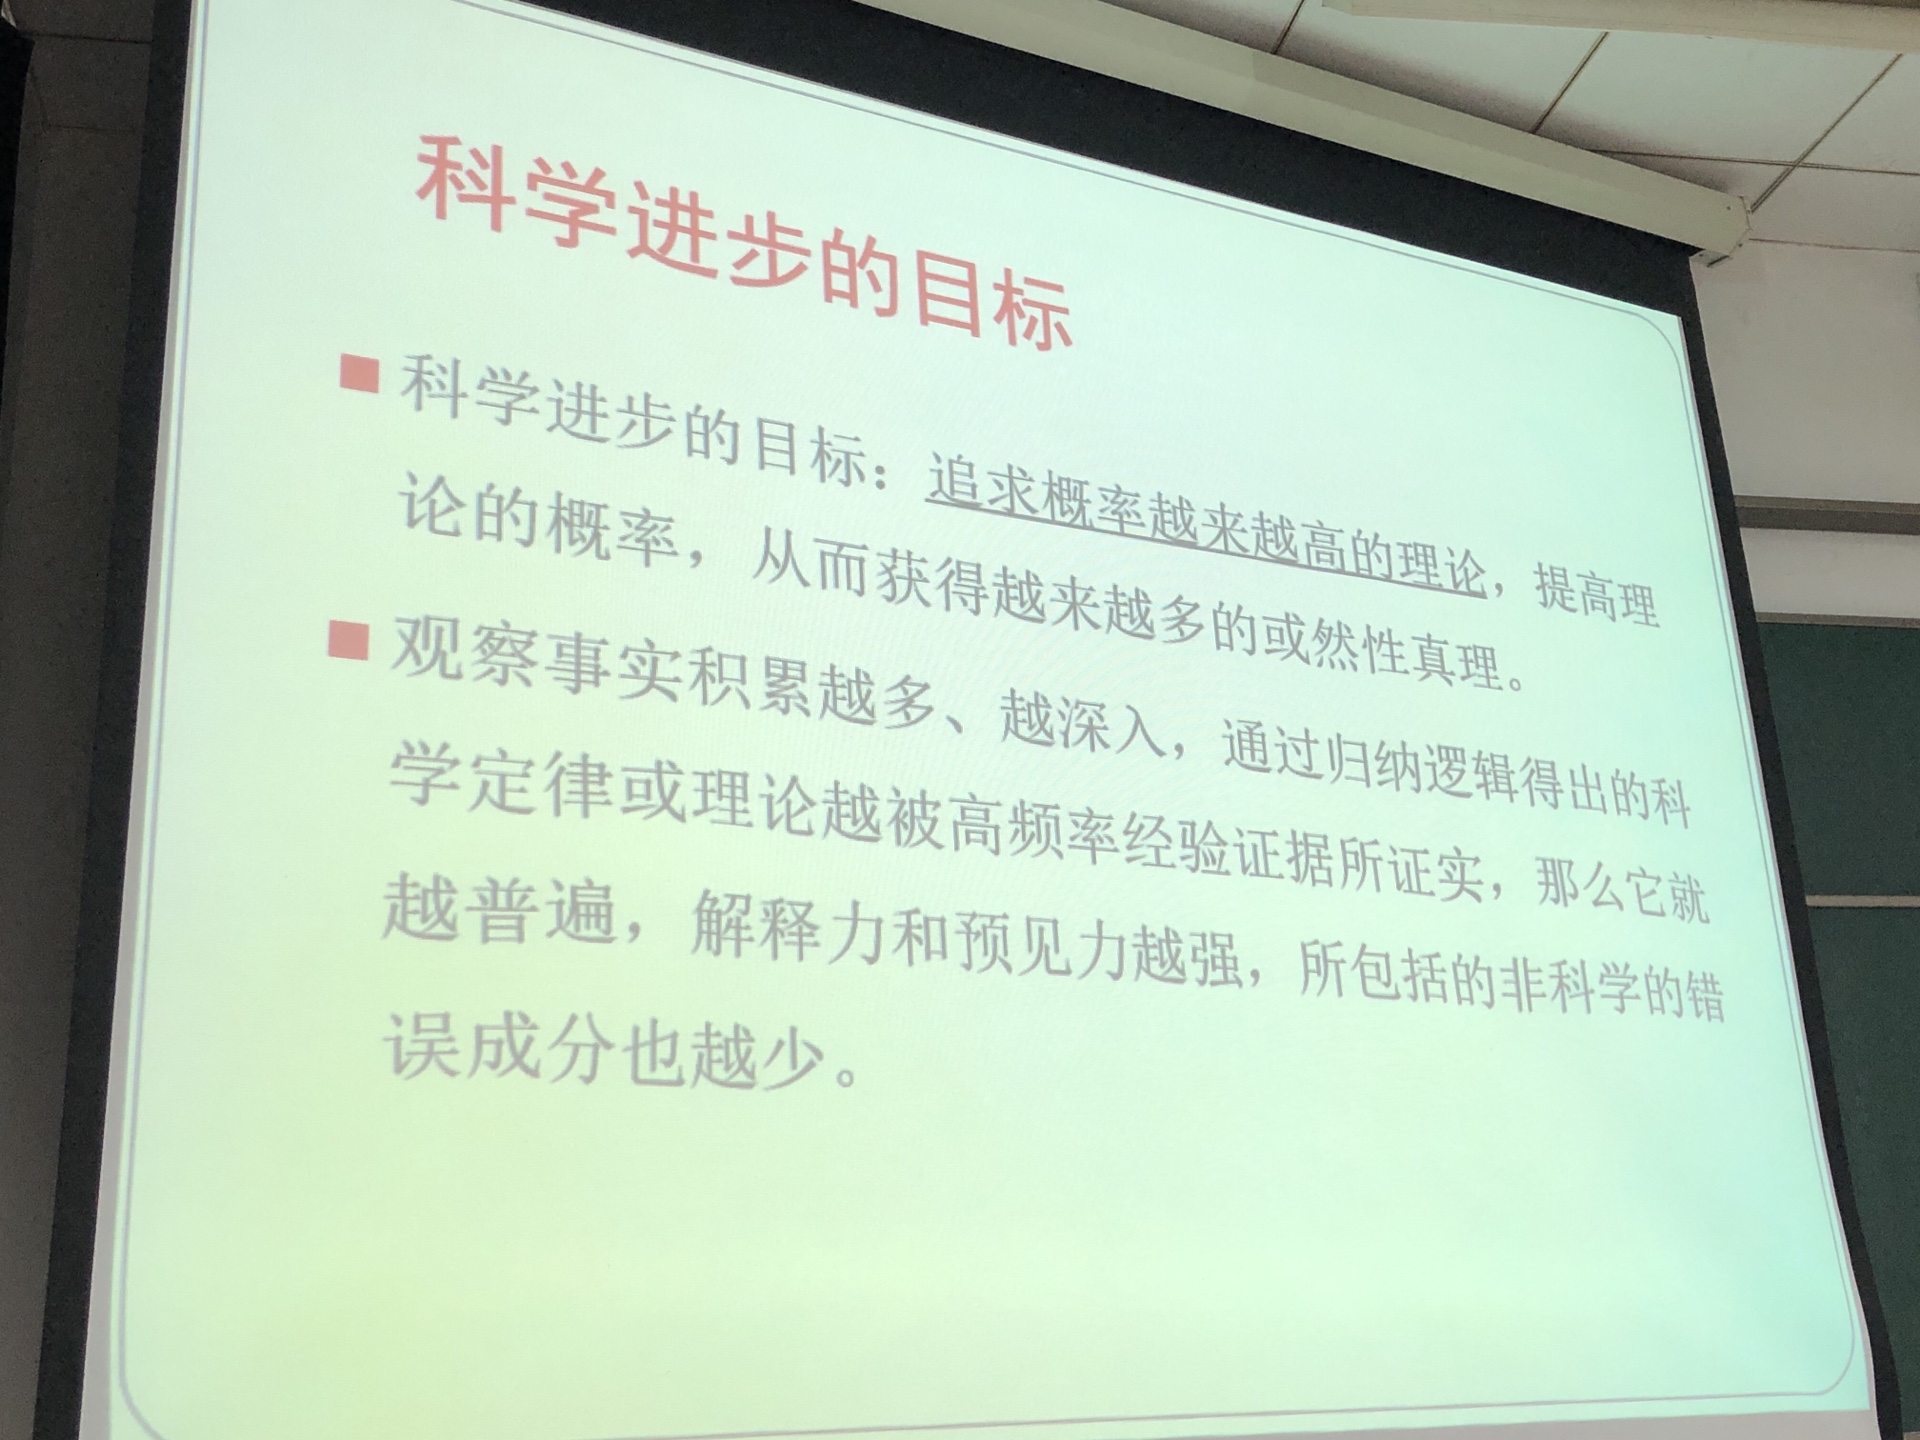 科学进步的目标
■ 科学进步的目标：追求概率越来越高的理论，提高理
论的概率，从而获得越来越多的或然性真理。
■ 观察事实积累越多、越深入，通过归纳逻辑得出的科
学定律或理论越被高频率经验证据所证实，那么它就
越普遍，解释力和预见力越强，所包括的非科学的错
误成分也越少。